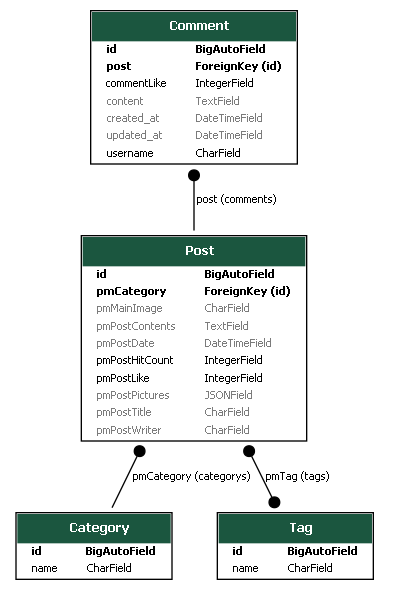 Comment
id BigAutoField
post ForeignKey (id)
commentLike IntegerField
content TextField
created_at DateTimeField
updated_at DateTimeField
username CharField
post (comments)
Post
id BigAutoField
pmCategory ForeignKey (id)
pmMainImage CharField
pmPostContents TextField
pmPostDate DateTimeField
pmPostHitCount IntegerField
pmPostLike IntegerField
pmPostPictures JSONField
pmPostTitle CharField
pmPostWriter CharField
pmCategory (categorys)
pmTag (tags)
Category
id BigAutoField
name CharField
Tag
id BigAutoField
name CharField